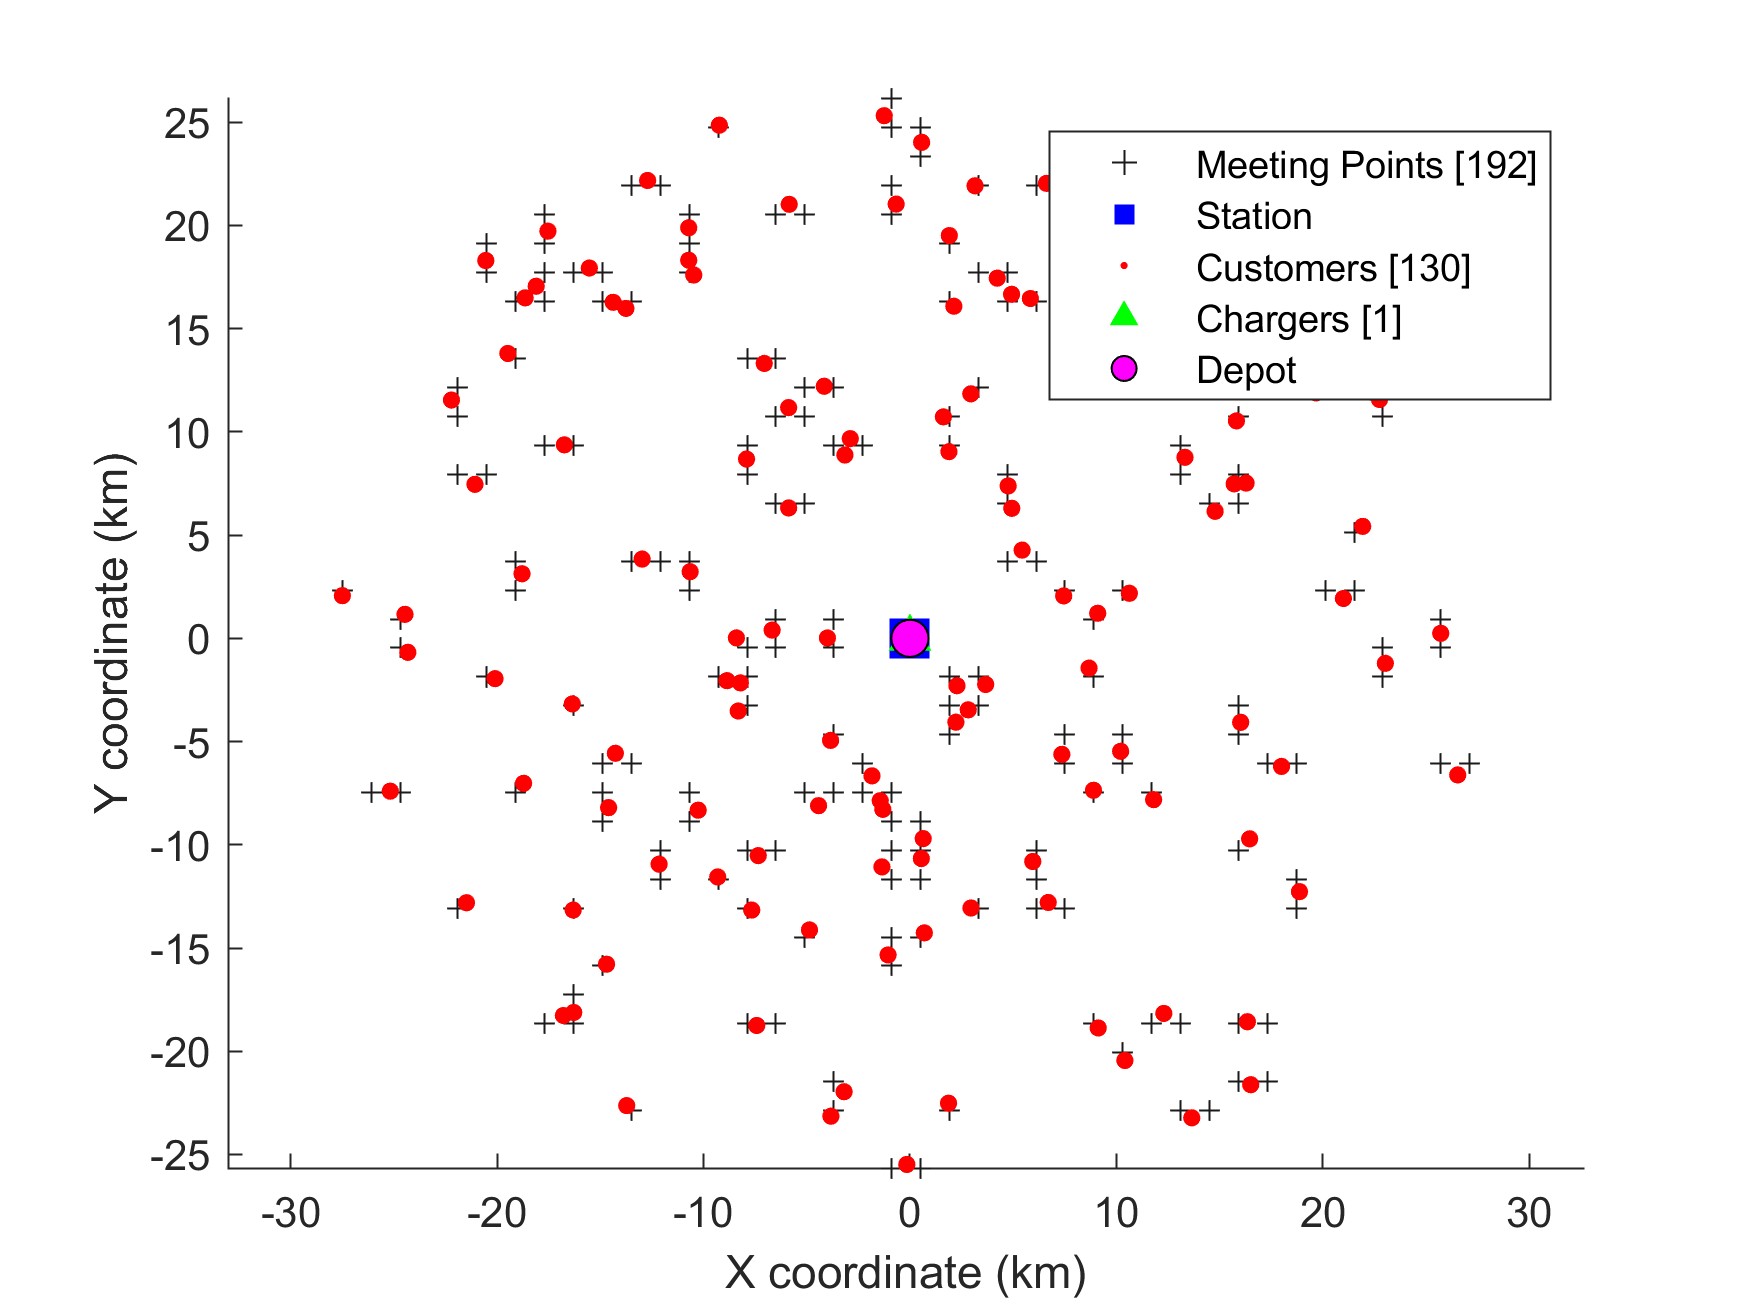 25
20
15
10
5
0
-5
-10
-15
-20
-25
Y coordinate (km)
Meeting Points [192]
Station
Customers [130]
Chargers [1]
Depot
-30
-20
-10
0
10
20
30
X coordinate (km)